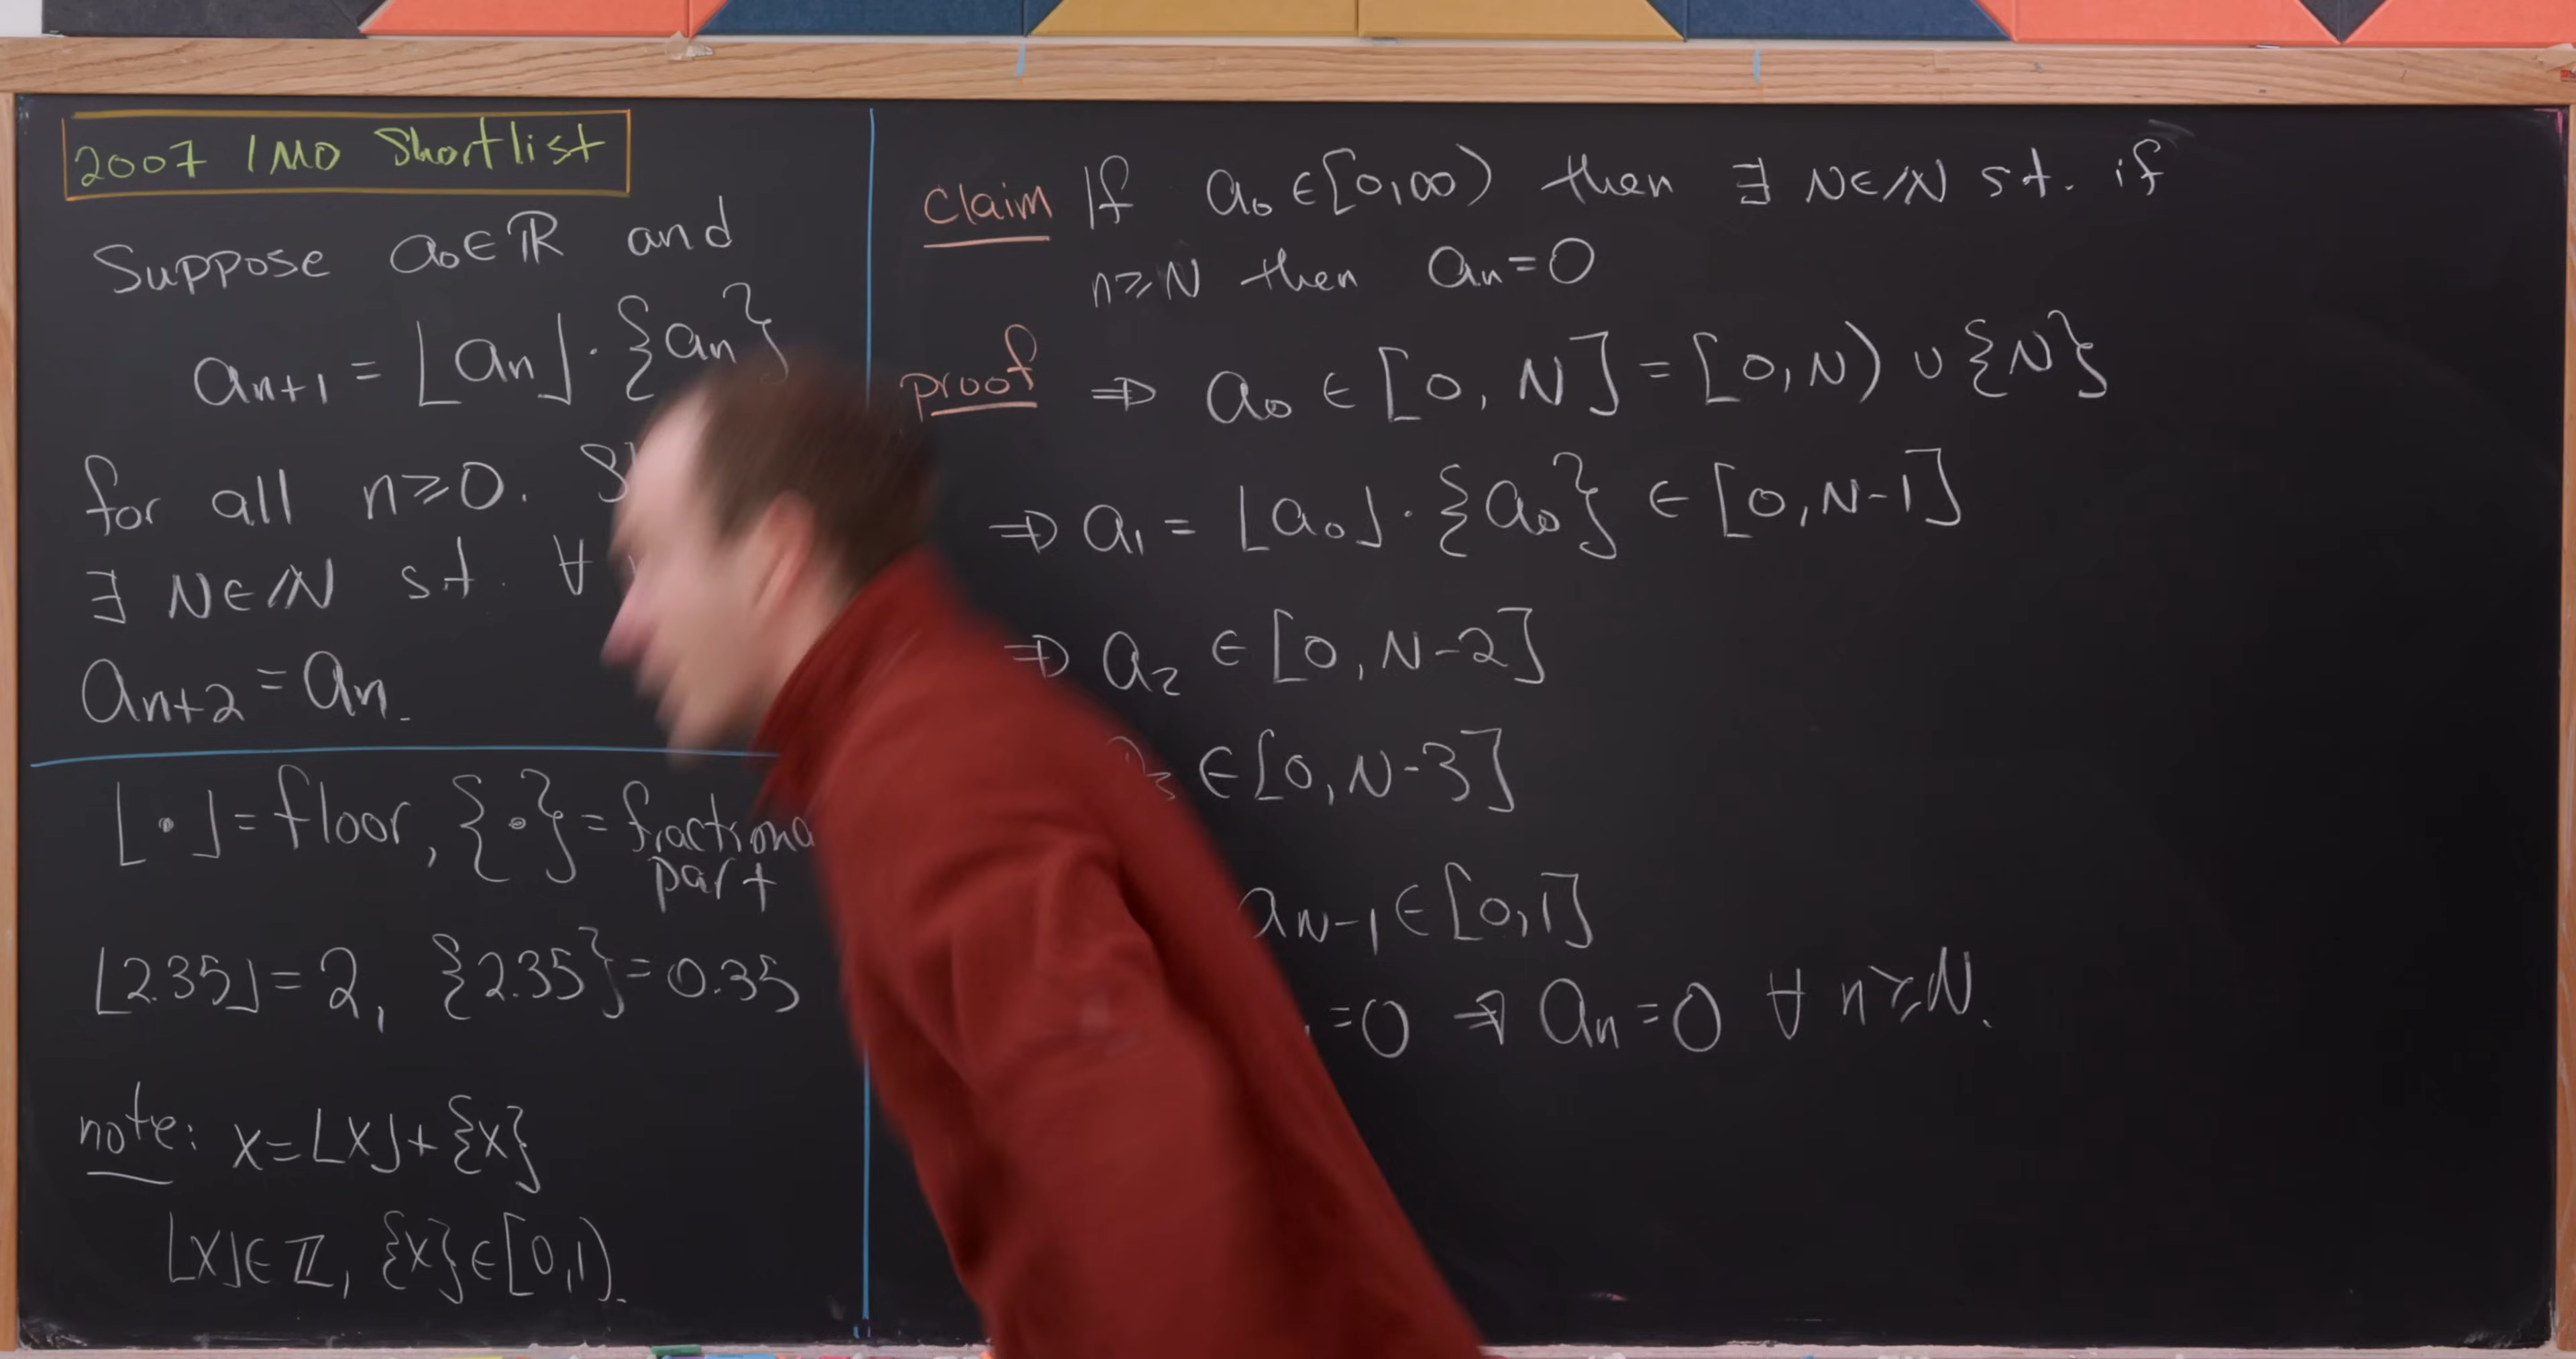 2007 IMO Shortlist
Suppose a₀∈ℝ and
aₙ₊₁ = ⌊aₙ⌋·{aₙ}
for all n≥0.
∃ N∈ℕ s.t. ∀
aₙ₊₂ = aₙ.
⌊·⌋ = floor, {·} = fractiona
part
⌊2.35⌋ = 2, {2.35} = 0.35
note: x = ⌊x⌋ + {x}
⌊x⌋∈ℤ, {x}∈[0,1).
Claim If a₀∈[0,∞) then ∃ N∈ℕ s.t. if
n≥N then aₙ=0
proof ⇒ a₀ ∈ [0, N] = [0,N) ∪ {N}
⇒ a₁ = ⌊a₀⌋·{a₀} ∈ [0, N-1]
⇒ a₂ ∈ [0, N-2]
₃ ∈ [0, N-3]
a_{N-1} ∈ [0,1]
=0 ⇒ aₙ=0 ∀ n≥N.